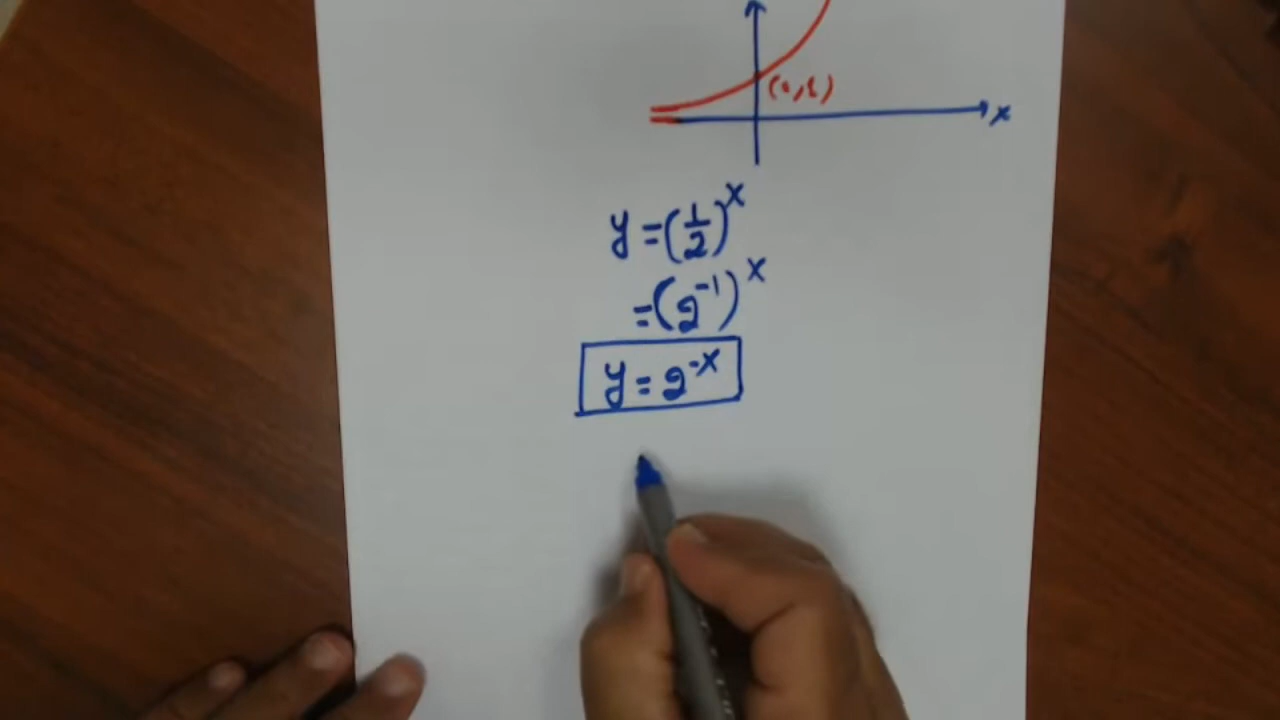 (0,1)
x
y = (1/2)^x
= (2^-1)^x
y = 2^-x